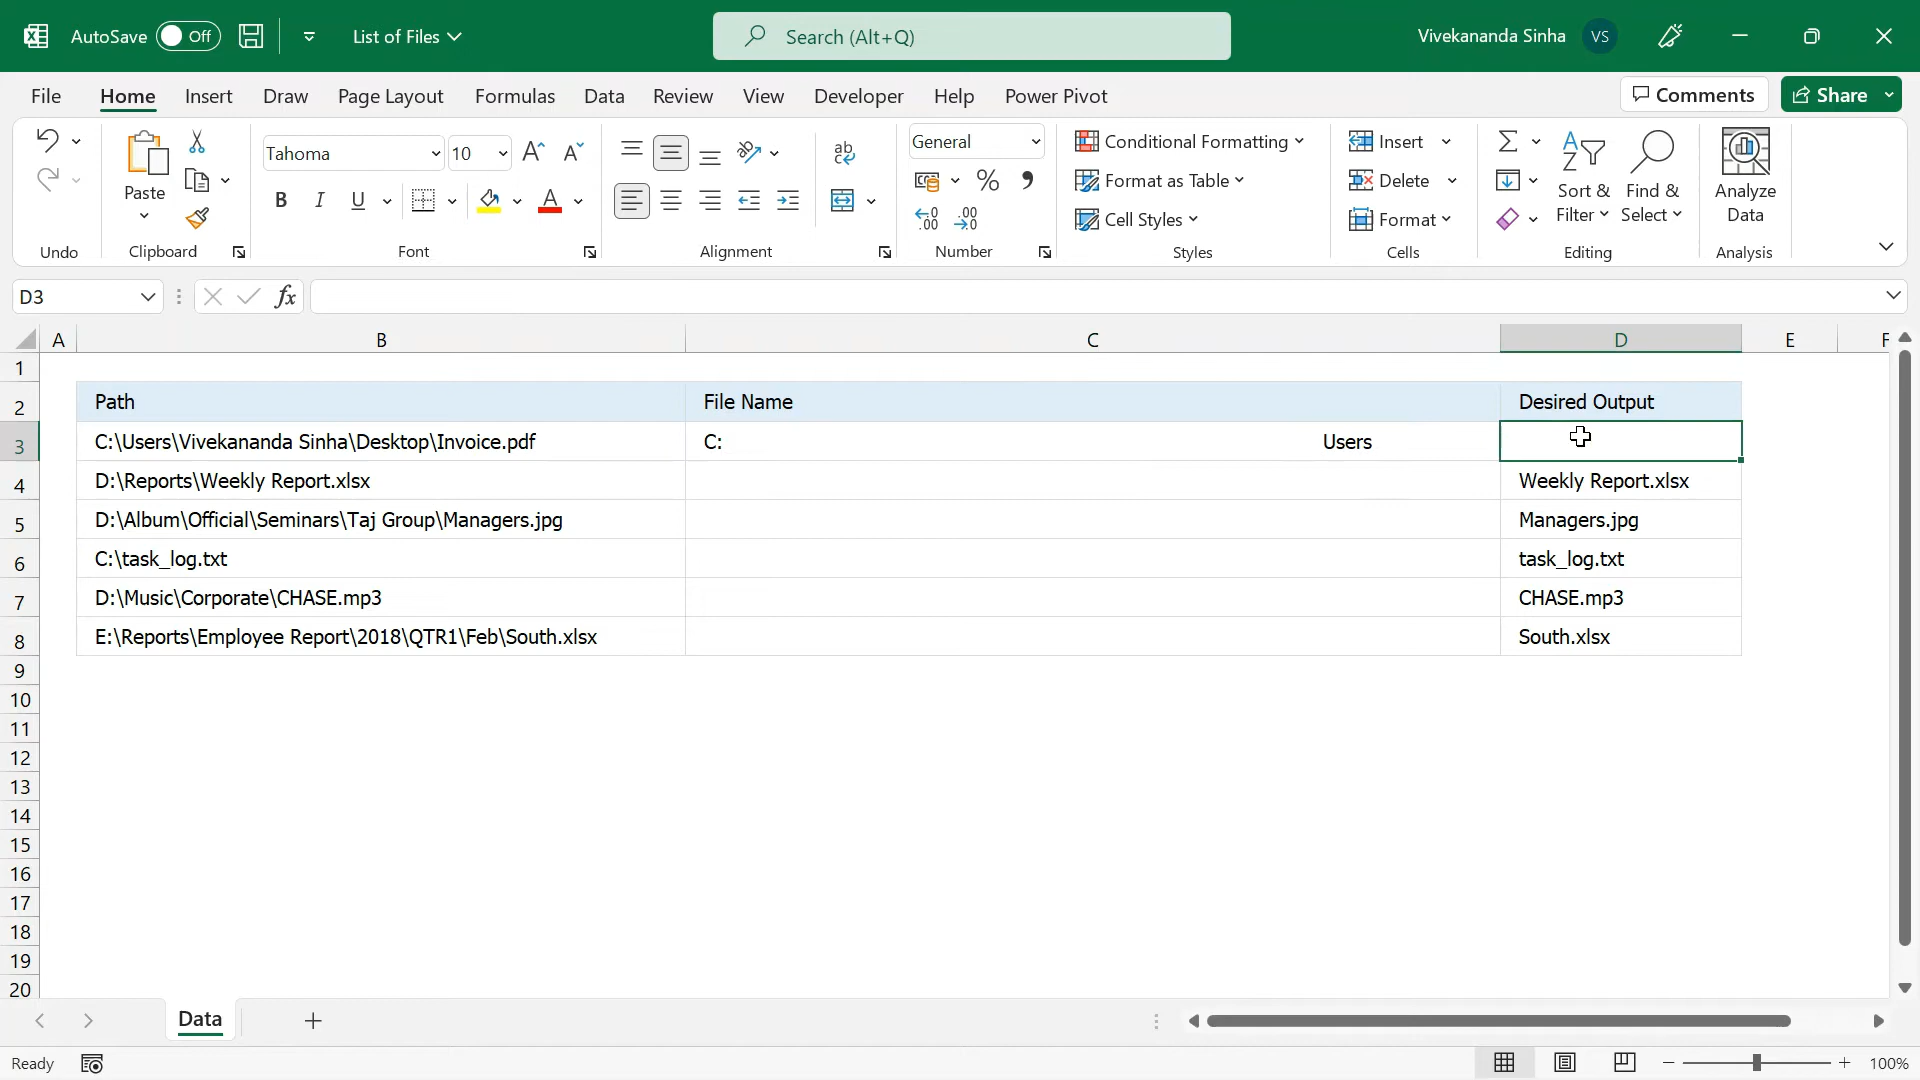 AutoSave Off List of Files Search (Alt+Q) Vivekananda Sinha VS
File Home Insert Draw Page Layout Formulas Data Review View Developer Help Power Pivot Comments Share
Paste
Tahoma 10
B I U
ab
c
General
% 9
.0
.00
.00
.0
Conditional Formatting
Format as Table
Cell Styles
Insert
Delete
Format
Sort &
Filter
Find &
Select
Analyze
Data
Undo Clipboard Font Alignment Number Styles Cells Editing Analysis
D3 fx
A B C D E F
1
2 Path File Name Desired Output
3 C:\Users\Vivekananda Sinha\Desktop\Invoice.pdf C: Users
4 D:\Reports\Weekly Report.xlsx Weekly Report.xlsx
5 D:\Album\Official\Seminars\Taj Group\Managers.jpg Managers.jpg
6 C:\task_log.txt task_log.txt
7 D:\Music\Corporate\CHASE.mp3 CHASE.mp3
8 E:\Reports\Employee Report\2018\QTR1\Feb\South.xlsx South.xlsx
9
10
11
12
13
14
15
16
17
18
19
20
Data
Ready 100%